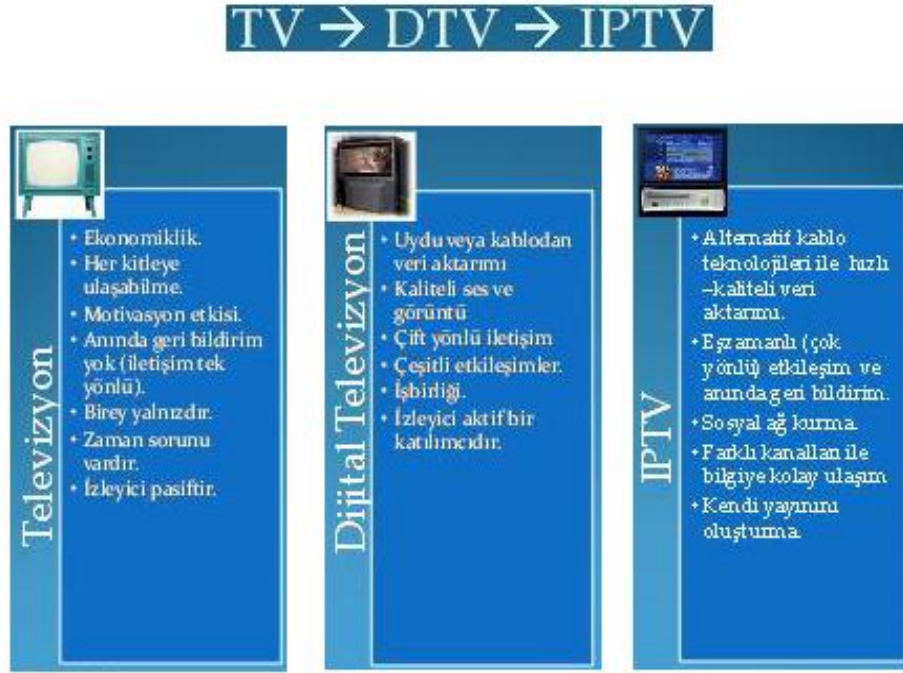 TV → DTV → IPTV
Televizyon
• Ekonomiklik.
• Her kitleye
ulaşabilme.
• Motivasyon etkisi.
• Anında geri bildirim
yok (iletişim tek
yönlü).
• Birey yalnızdır.
• Zaman sorunu
vardır.
• İzleyici pasiftir.
Dijital Televizyon
• Uydu veya kablodan
veri aktarımı
• Kaliteli ses ve
görüntü
• Çift yönlü iletişim
• Çeşitli etkileşimler.
• İşbirliği.
• İzleyici aktif bir
katılımcıdır.
IPTV
• Alternatif kablo
teknolojileri ile hızlı
–kaliteli veri
aktarımı.
• Eşzamanlı (çok
yönlü) etkileşim ve
anında geri bildirim.
• Sosyal ağ kurma.
• Farklı kanalları ile
bilgiye kolay ulaşım
• Kendi yayınını
oluşturma.